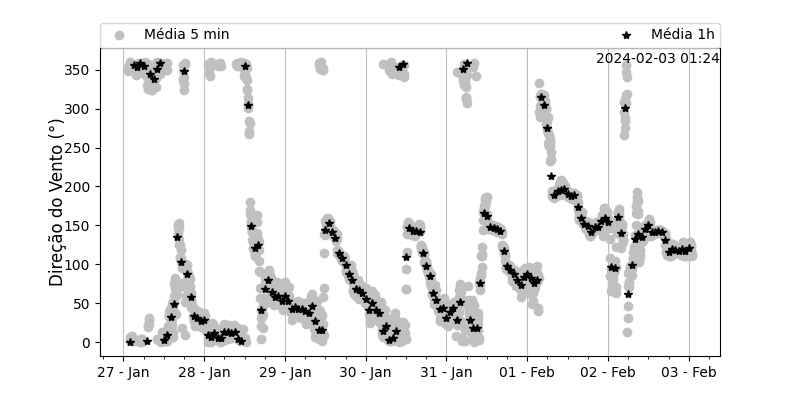 Média 5 min
Média 1h
2024-02-03 01:24
Direção do Vento (°)
350
300
250
200
150
100
50
0
27 - Jan
28 - Jan
29 - Jan
30 - Jan
31 - Jan
01 - Feb
02 - Feb
03 - Feb